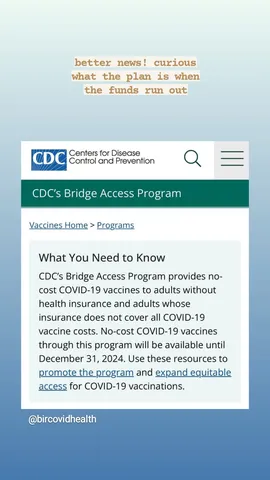 better news! curious
what the plan is when
the funds run out
CDC Centers for Disease
Control and Prevention
CDC's Bridge Access Program
Vaccines Home > Programs
What You Need to Know
CDC's Bridge Access Program provides no-
cost COVID-19 vaccines to adults without
health insurance and adults whose
insurance does not cover all COVID-19
vaccine costs. No-cost COVID-19 vaccines
through this program will be available until
December 31, 2024. Use these resources to
promote the program and expand equitable
access for COVID-19 vaccinations.
@bircovidhealth